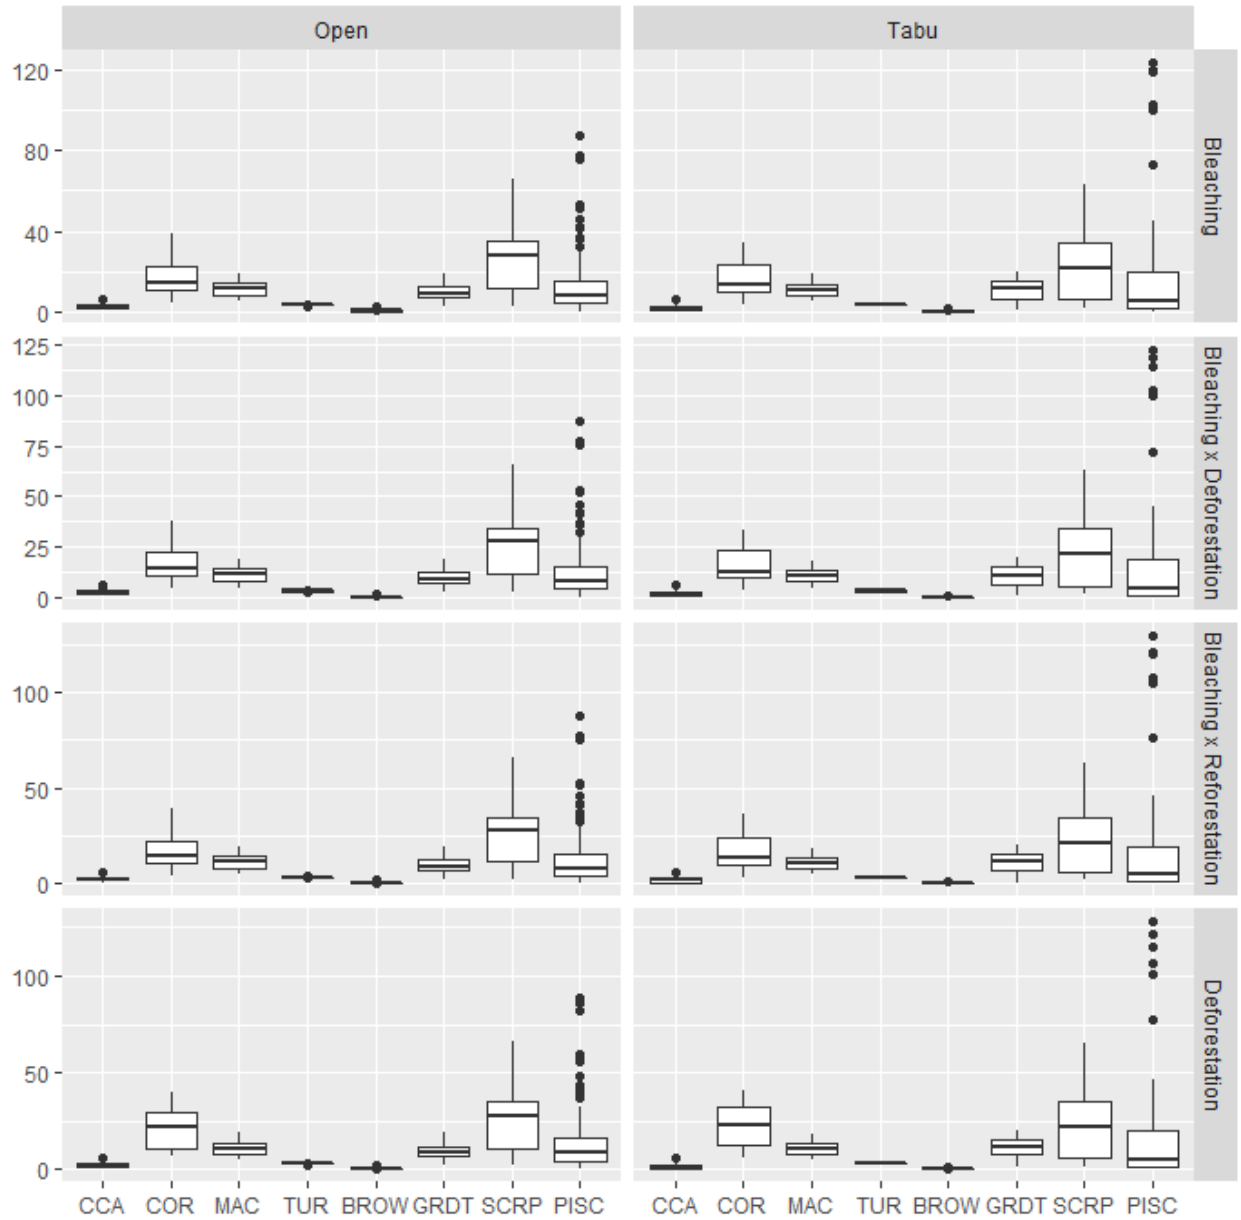 Open Tabu
120
80
40
0
Bleaching
125
100
75
50
25
0
Bleaching x Deforestation
100
50
0
Bleaching x Reforestation
100
50
0
Deforestation
CCA COR MAC TUR BROW GRDT SCRP PISC CCA COR MAC TUR BROW GRDT SCRP PISC